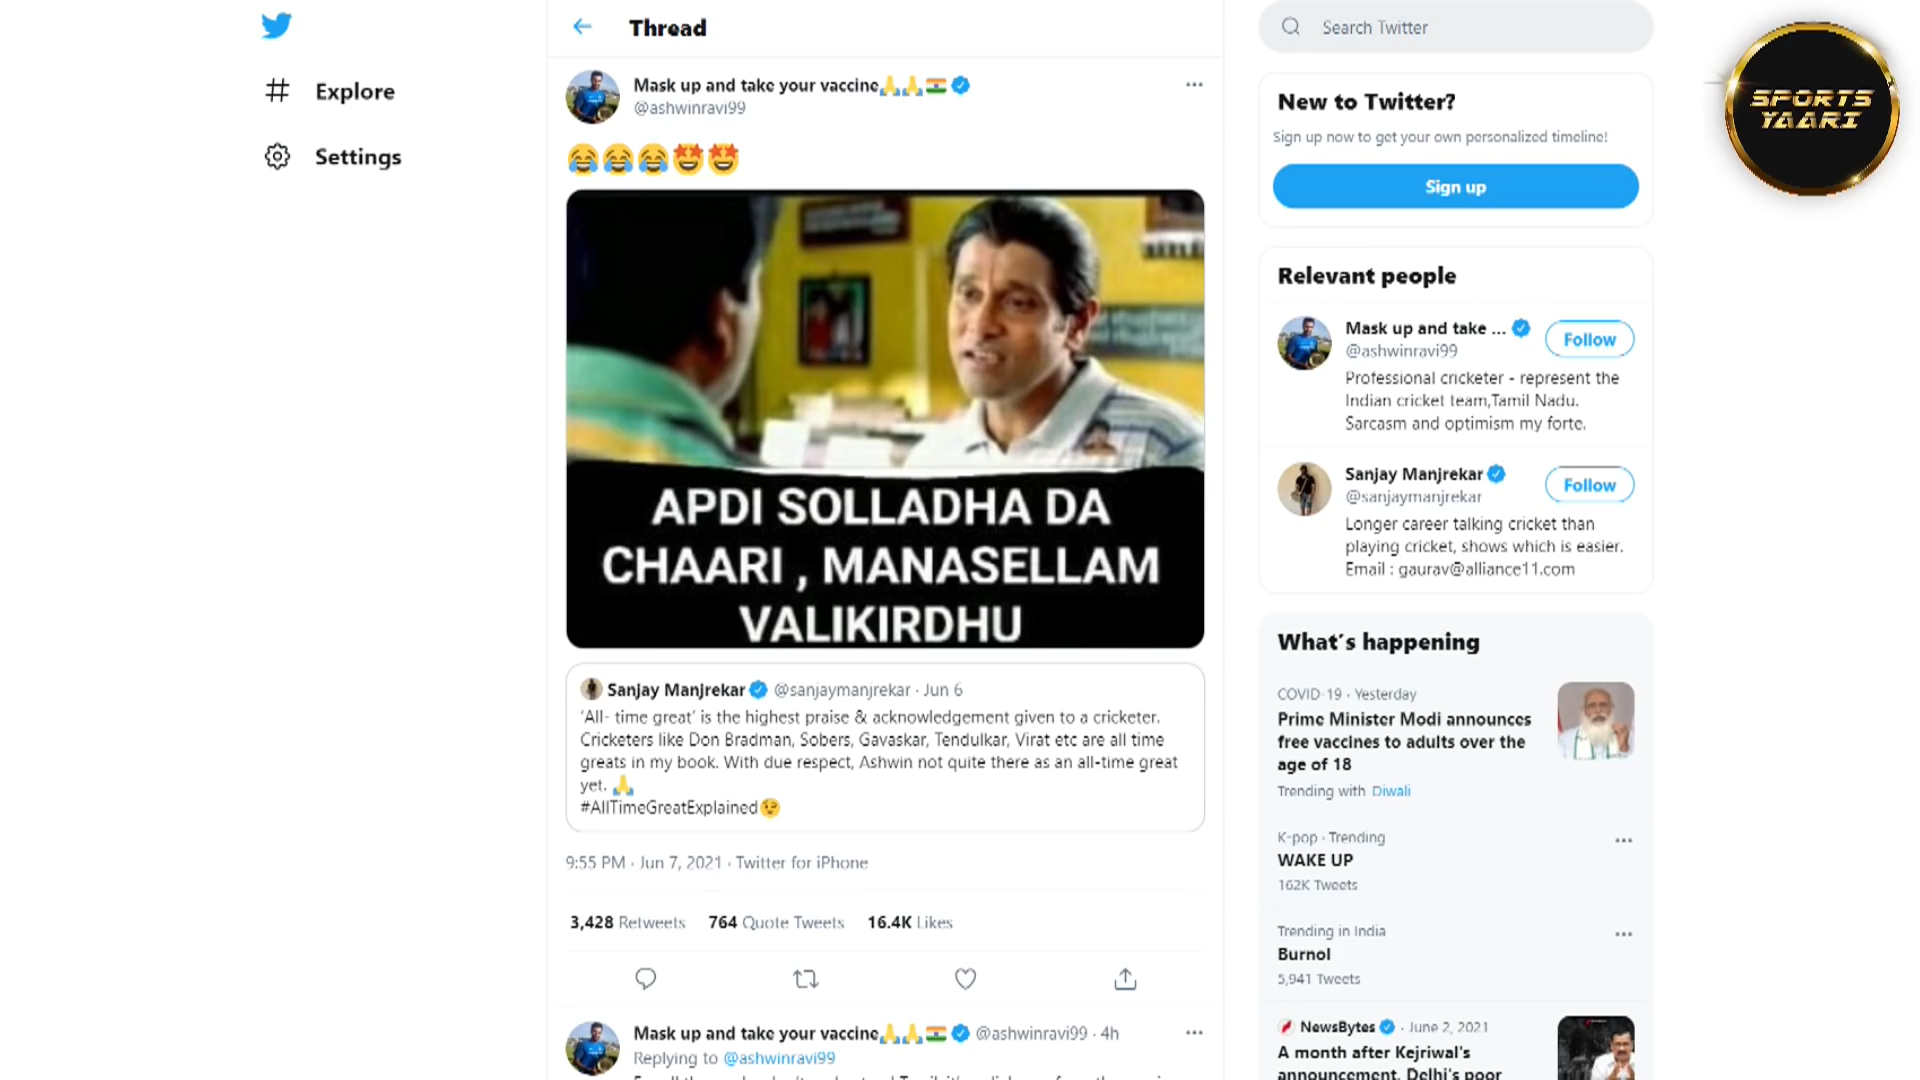 Explore
Settings
Thread
Mask up and take your vaccine🙏🙏🇮🇳
@ashwinravi99
😂😂😂🤩🤩
APDI SOLLADHA DA
CHAARI , MANASELLAM
VALIKIRDHU
Sanjay Manjrekar @sanjaymanjrekar · Jun 6
'All- time great' is the highest praise & acknowledgement given to a cricketer.
Cricketers like Don Bradman, Sobers, Gavaskar, Tendulkar, Virat etc are all time
greats in my book. With due respect, Ashwin not quite there as an all-time great
yet. 🙏
#AllTimeGreatExplained😉
9:55 PM · Jun 7, 2021 · Twitter for iPhone
3,428 Retweets 764 Quote Tweets 16.4K Likes
Mask up and take your vaccine🙏🙏🇮🇳 @ashwinravi99 · 4h
Replying to @ashwinravi99
Search Twitter
New to Twitter?
Sign up now to get your own personalized timeline!
Sign up
Relevant people
Mask up and take ...
@ashwinravi99
Follow
Professional cricketer - represent the
Indian cricket team,Tamil Nadu.
Sarcasm and optimism my forte.
Sanjay Manjrekar
@sanjaymanjrekar
Follow
Longer career talking cricket than
playing cricket, shows which is easier.
Email : gaurav@alliance11.com
What's happening
COVID-19 · Yesterday
Prime Minister Modi announces
free vaccines to adults over the
age of 18
Trending with Diwali
K-pop · Trending
WAKE UP
162K Tweets
Trending in India
Burnol
5,941 Tweets
NewsBytes · June 2, 2021
A month after Kejriwal's
announcement, Delhi's poor
SPORTS
YAARI